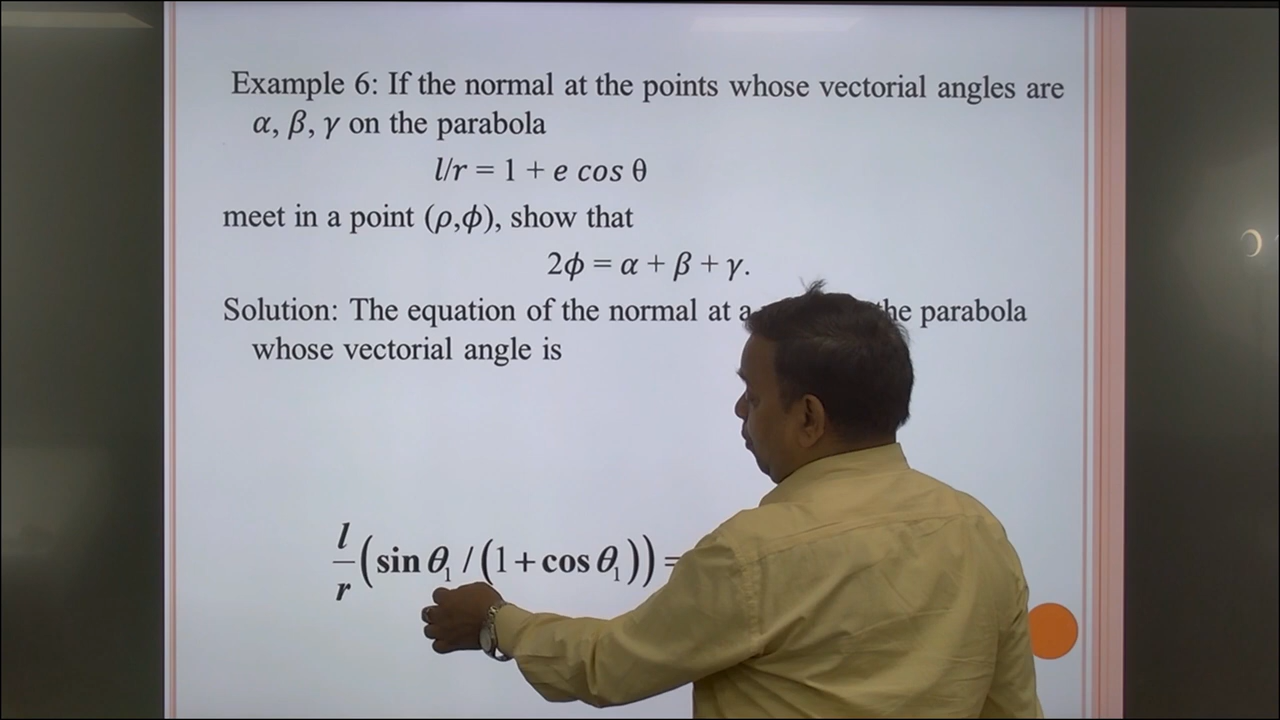 Example 6: If the normal at the points whose vectorial angles are
α, β, γ on the parabola
l/r = 1 + e cos θ
meet in a point (ρ,ϕ), show that
2ϕ = α + β + γ.
Solution: The equation of the normal at a the parabola
whose vectorial angle is
l/r (sin θ₁ / (1 + cos θ₁)) =